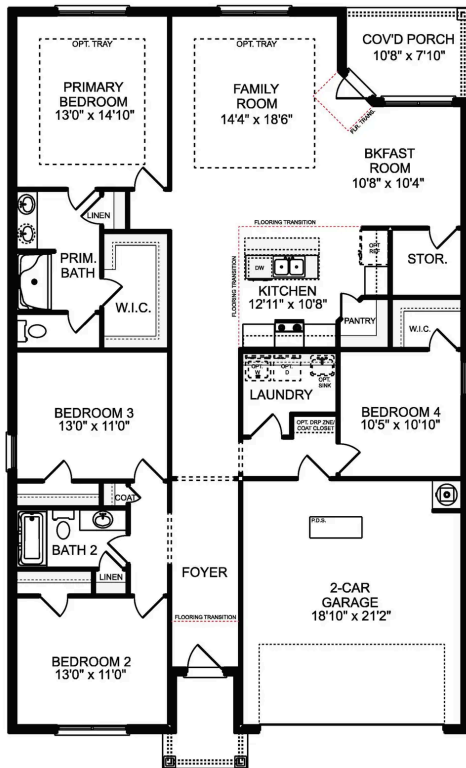 OPT. TRAY
PRIMARY
BEDROOM
13'0" x 14'10"
OPT. TRAY
FAMILY
ROOM
14'4" x 18'6"
COV'D PORCH
10'8" x 7'10"
FLR. TRANS.
BKFAST
ROOM
10'8" x 10'4"
LINEN
PRIM.
BATH
W.I.C.
FLOORING TRANSITION
FLOORING TRANSITION
DW
OPT
REF
KITCHEN
12'11" x 10'8"
PANTRY
STOR.
W.I.C.
OPT.
W
OPT.
D
OPT.
SINK
LAUNDRY
OPT. DRP ZNE/
COAT CLOSET
BEDROOM 3
13'0" x 11'0"
BEDROOM 4
10'5" x 10'10"
COAT
BATH 2
LINEN
FOYER
FLOORING TRANSITION
P.D.S.
2-CAR
GARAGE
18'10" x 21'2"
BEDROOM 2
13'0" x 11'0"